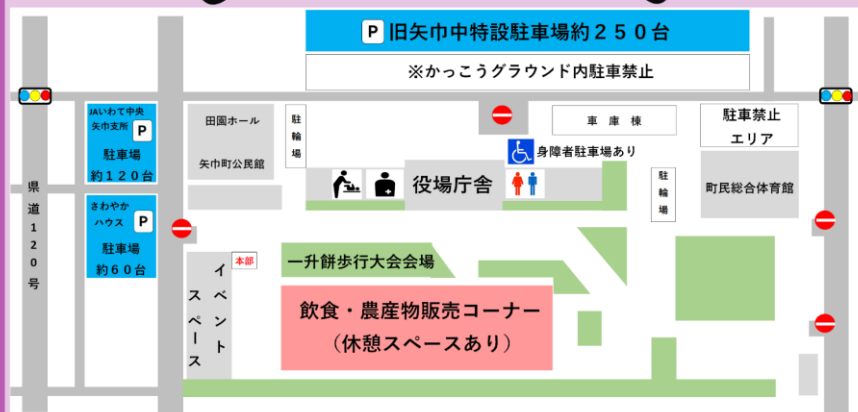 P 旧矢巾中特設駐車場約250台
※かっこうグラウンド内駐車禁止
JAいわて中央
矢巾支所 P
駐車場
約120台
田園ホール
矢巾町公民館
駐輪場
車庫棟
駐車禁止
エリア
身障者駐車場あり
役場庁舎
駐輪場
町民総合体育館
県道120号
さわやか
ハウス P
駐車場
約60台
本部
イベント
スペース
一升餅歩行大会会場
飲食・農産物販売コーナー
（休憩スペースあり）